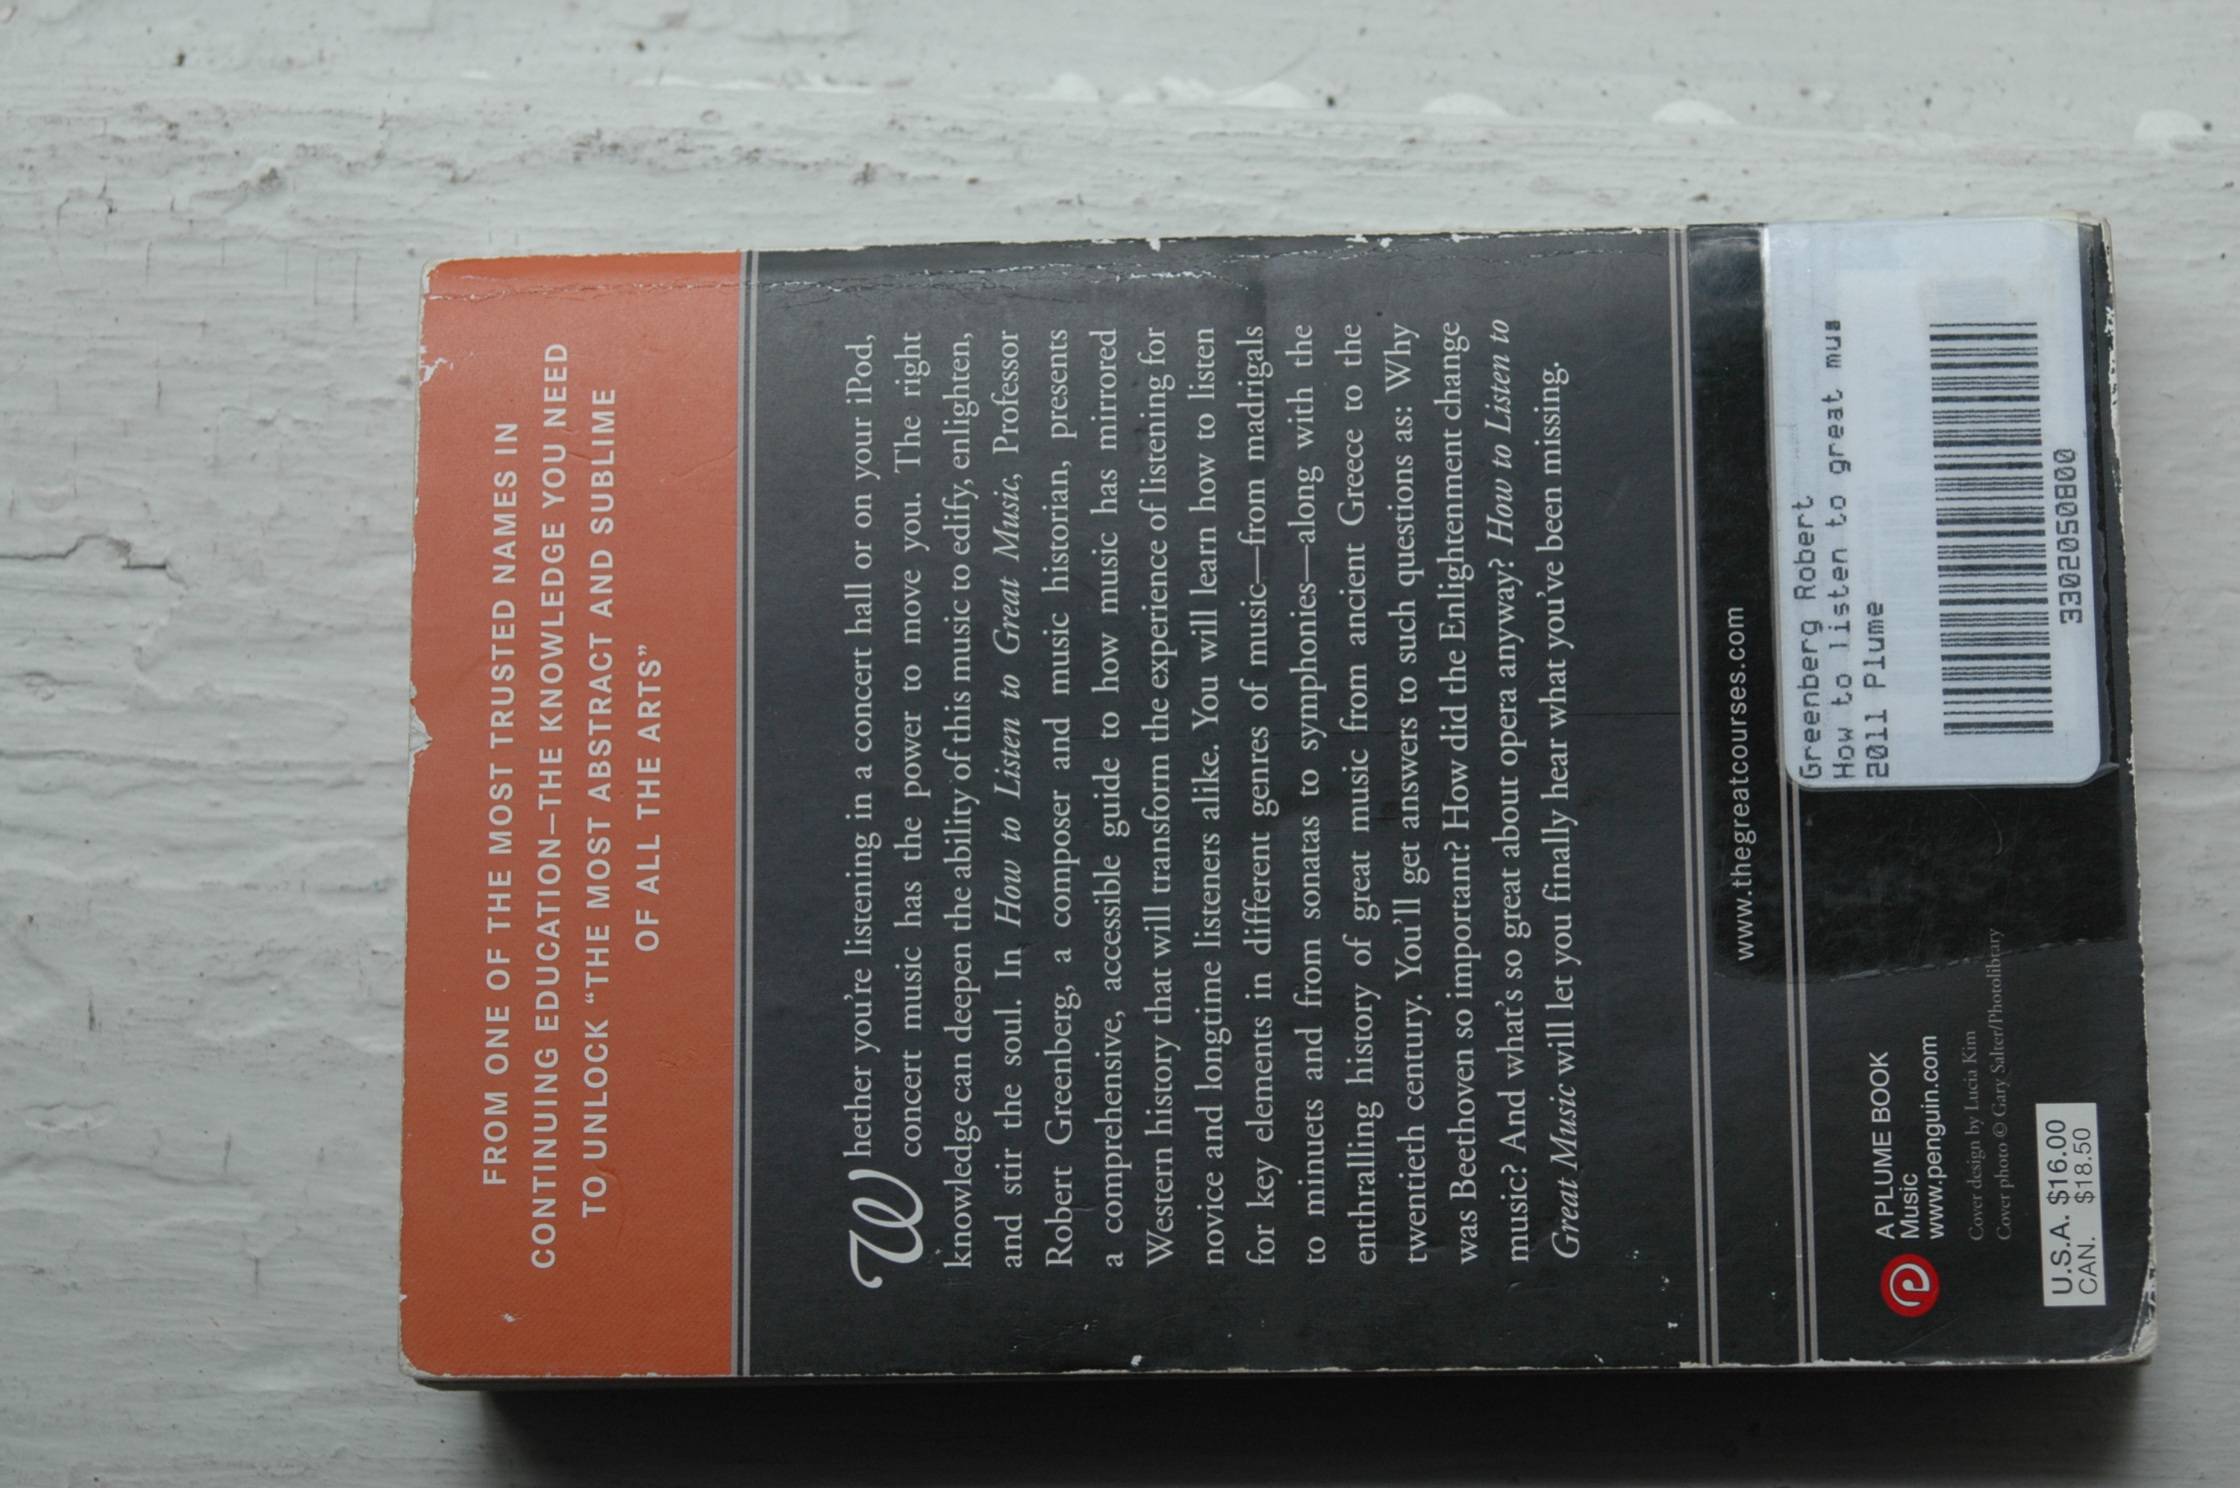 FROM ONE OF THE MOST TRUSTED NAMES IN
CONTINUING EDUCATION—THE KNOWLEDGE YOU NEED
TO UNLOCK “THE MOST ABSTRACT AND SUBLIME
OF ALL THE ARTS”
Whether you’re listening in a concert hall or on your iPod,
concert music has the power to move you. The right
knowledge can deepen the ability of this music to edify, enlighten,
and stir the soul. In How to Listen to Great Music, Professor
Robert Greenberg, a composer and music historian, presents
a comprehensive, accessible guide to how music has mirrored
Western history that will transform the experience of listening for
novice and longtime listeners alike. You will learn how to listen
for key elements in different genres of music—from madrigals
to minuets and from sonatas to symphonies—along with the
enthralling history of great music from ancient Greece to the
twentieth century. You’ll get answers to such questions as: Why
was Beethoven so important? How did the Enlightenment change
music? And what’s so great about opera anyway? How to Listen to
Great Music will let you finally hear what you’ve been missing.
www.thegreatcourses.com
Greenberg Robert
How to listen to great mus
2011 Plume
330205080
A PLUME BOOK
Music
www.penguin.com
Cover design by Lucia Kim
Cover photo © Gary Salter/Photolibrary
U.S.A. $16.00
CAN. $18.50